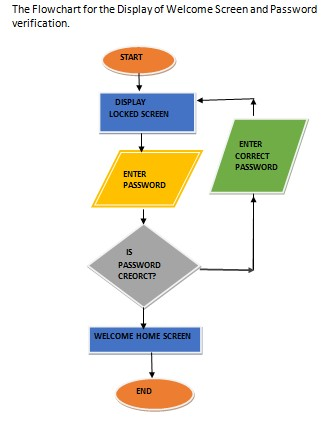 The Flowchart for the Display of Welcome Screen and Password
verification.
START
DISPLAY
LOCKED SCREEN
ENTER
PASSWORD
ENTER
CORRECT
PASSWORD
IS
PASSWORD
CREORCT?
WELCOME HOME SCREEN
END